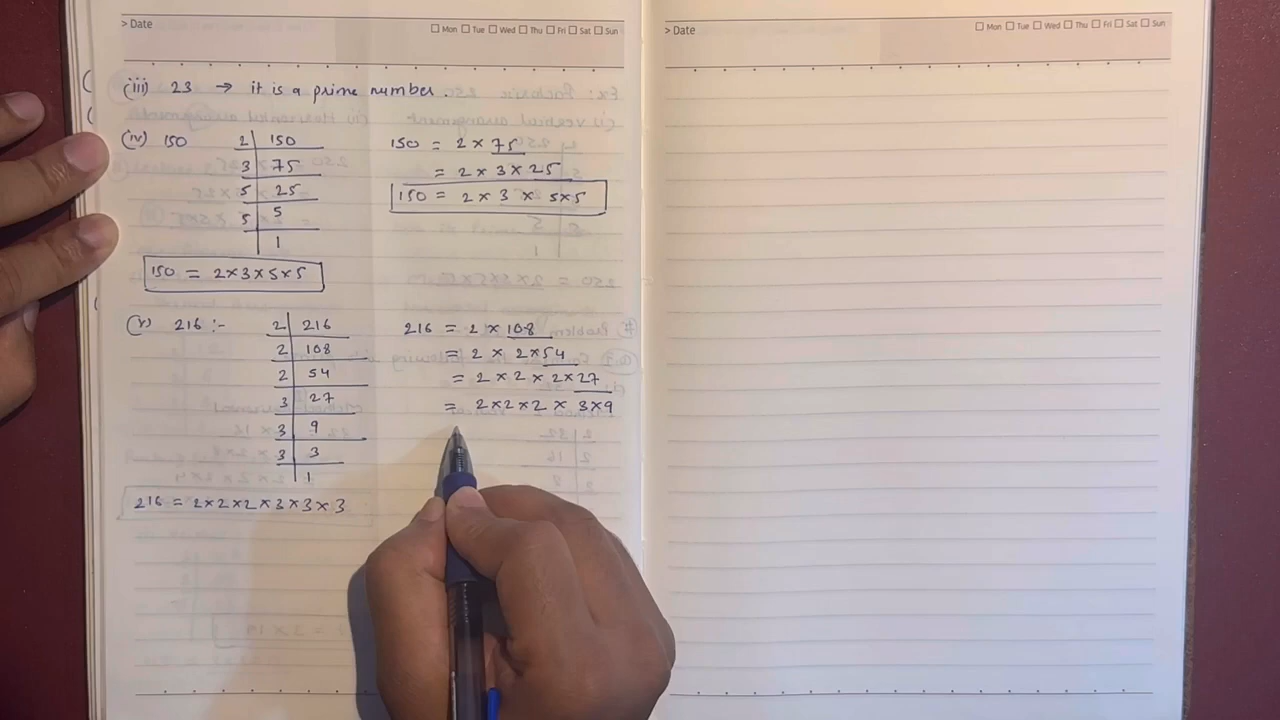 > Date
☐ Mon ☐ Tue ☐ Wed ☐ Thu ☐ Fri ☐ Sat ☐ Sun
(iii) 23 → it is a prime number.
(iv) 150
2 | 150
3 | 75
5 | 25
5 | 5
1
150 = 2×3×5×5
150 = 2 × 75
= 2 × 3 × 25
150 = 2 × 3 × 5×5
(v) 216 :-
2 | 216
2 | 108
2 | 54
3 | 27
3 | 9
3 | 3
1
216 = 2×2×2×3×3×3
216 = 2 × 108
= 2 × 2×54
= 2 × 2 × 2×27
= 2×2×2 × 3×9
> Date
☐ Mon ☐ Tue ☐ Wed ☐ Thu ☐ Fri ☐ Sat ☐ Sun